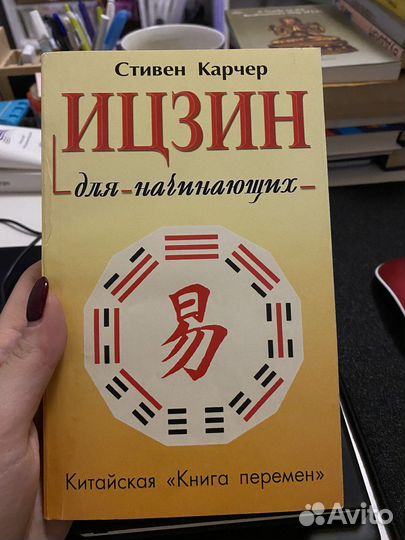 Стивен Карчер
ИЦЗИН
для начинающих
易
Китайская «Книга перемен»
Avito